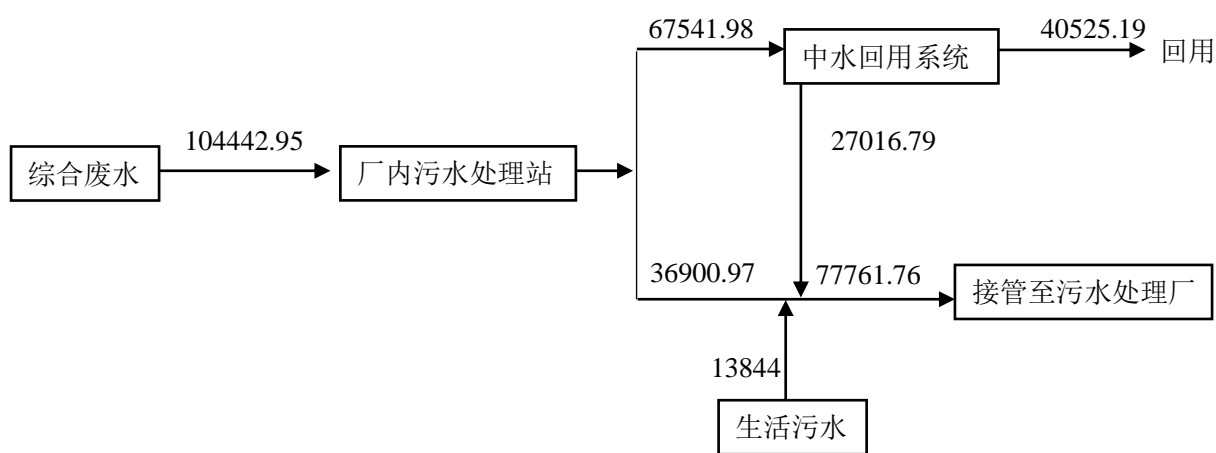 67541.98
中水回用系统
40525.19
回用
104442.95
27016.79
综合废水
厂内污水处理站
36900.97
77761.76
接管至污水处理厂
13844
生活污水